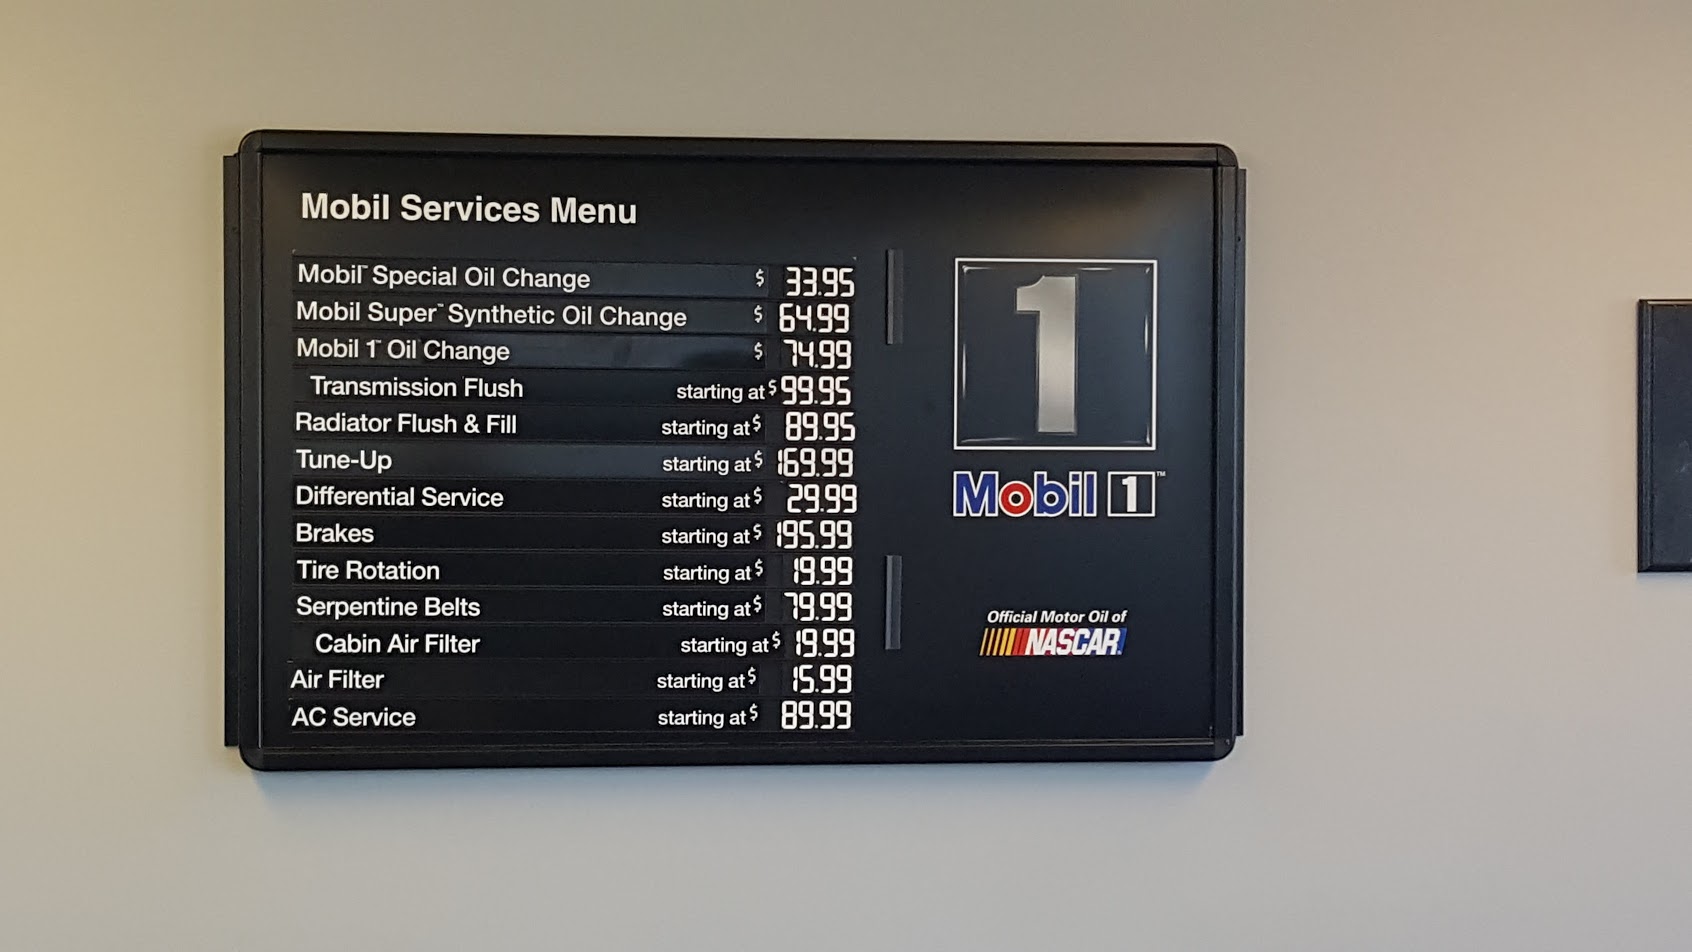 Mobil Services Menu
Mobil™ Special Oil Change $ 33.95
Mobil Super™ Synthetic Oil Change $ 64.99
Mobil 1™ Oil Change $ 74.99
Transmission Flush starting at $ 99.95
Radiator Flush & Fill starting at $ 89.95
Tune-Up starting at $ 169.99
Differential Service starting at $ 29.99
Brakes starting at $ 195.99
Tire Rotation starting at $ 19.99
Serpentine Belts starting at $ 79.99
Cabin Air Filter starting at $ 19.99
Air Filter starting at $ 15.99
AC Service starting at $ 89.99
1
Mobil 1™
Official Motor Oil of
NASCAR